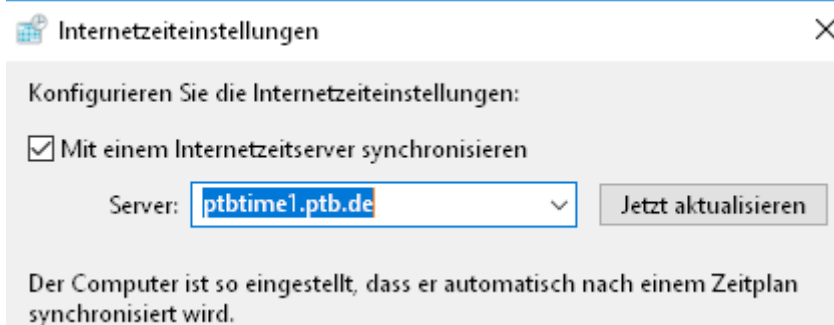 Internetzeiteinstellungen
Konfigurieren Sie die Internetzeiteinstellungen:
Mit einem Internetzeitserver synchronisieren
Server: ptbtime1.ptb.de Jetzt aktualisieren
Der Computer ist so eingestellt, dass er automatisch nach einem Zeitplan
synchronisiert wird.